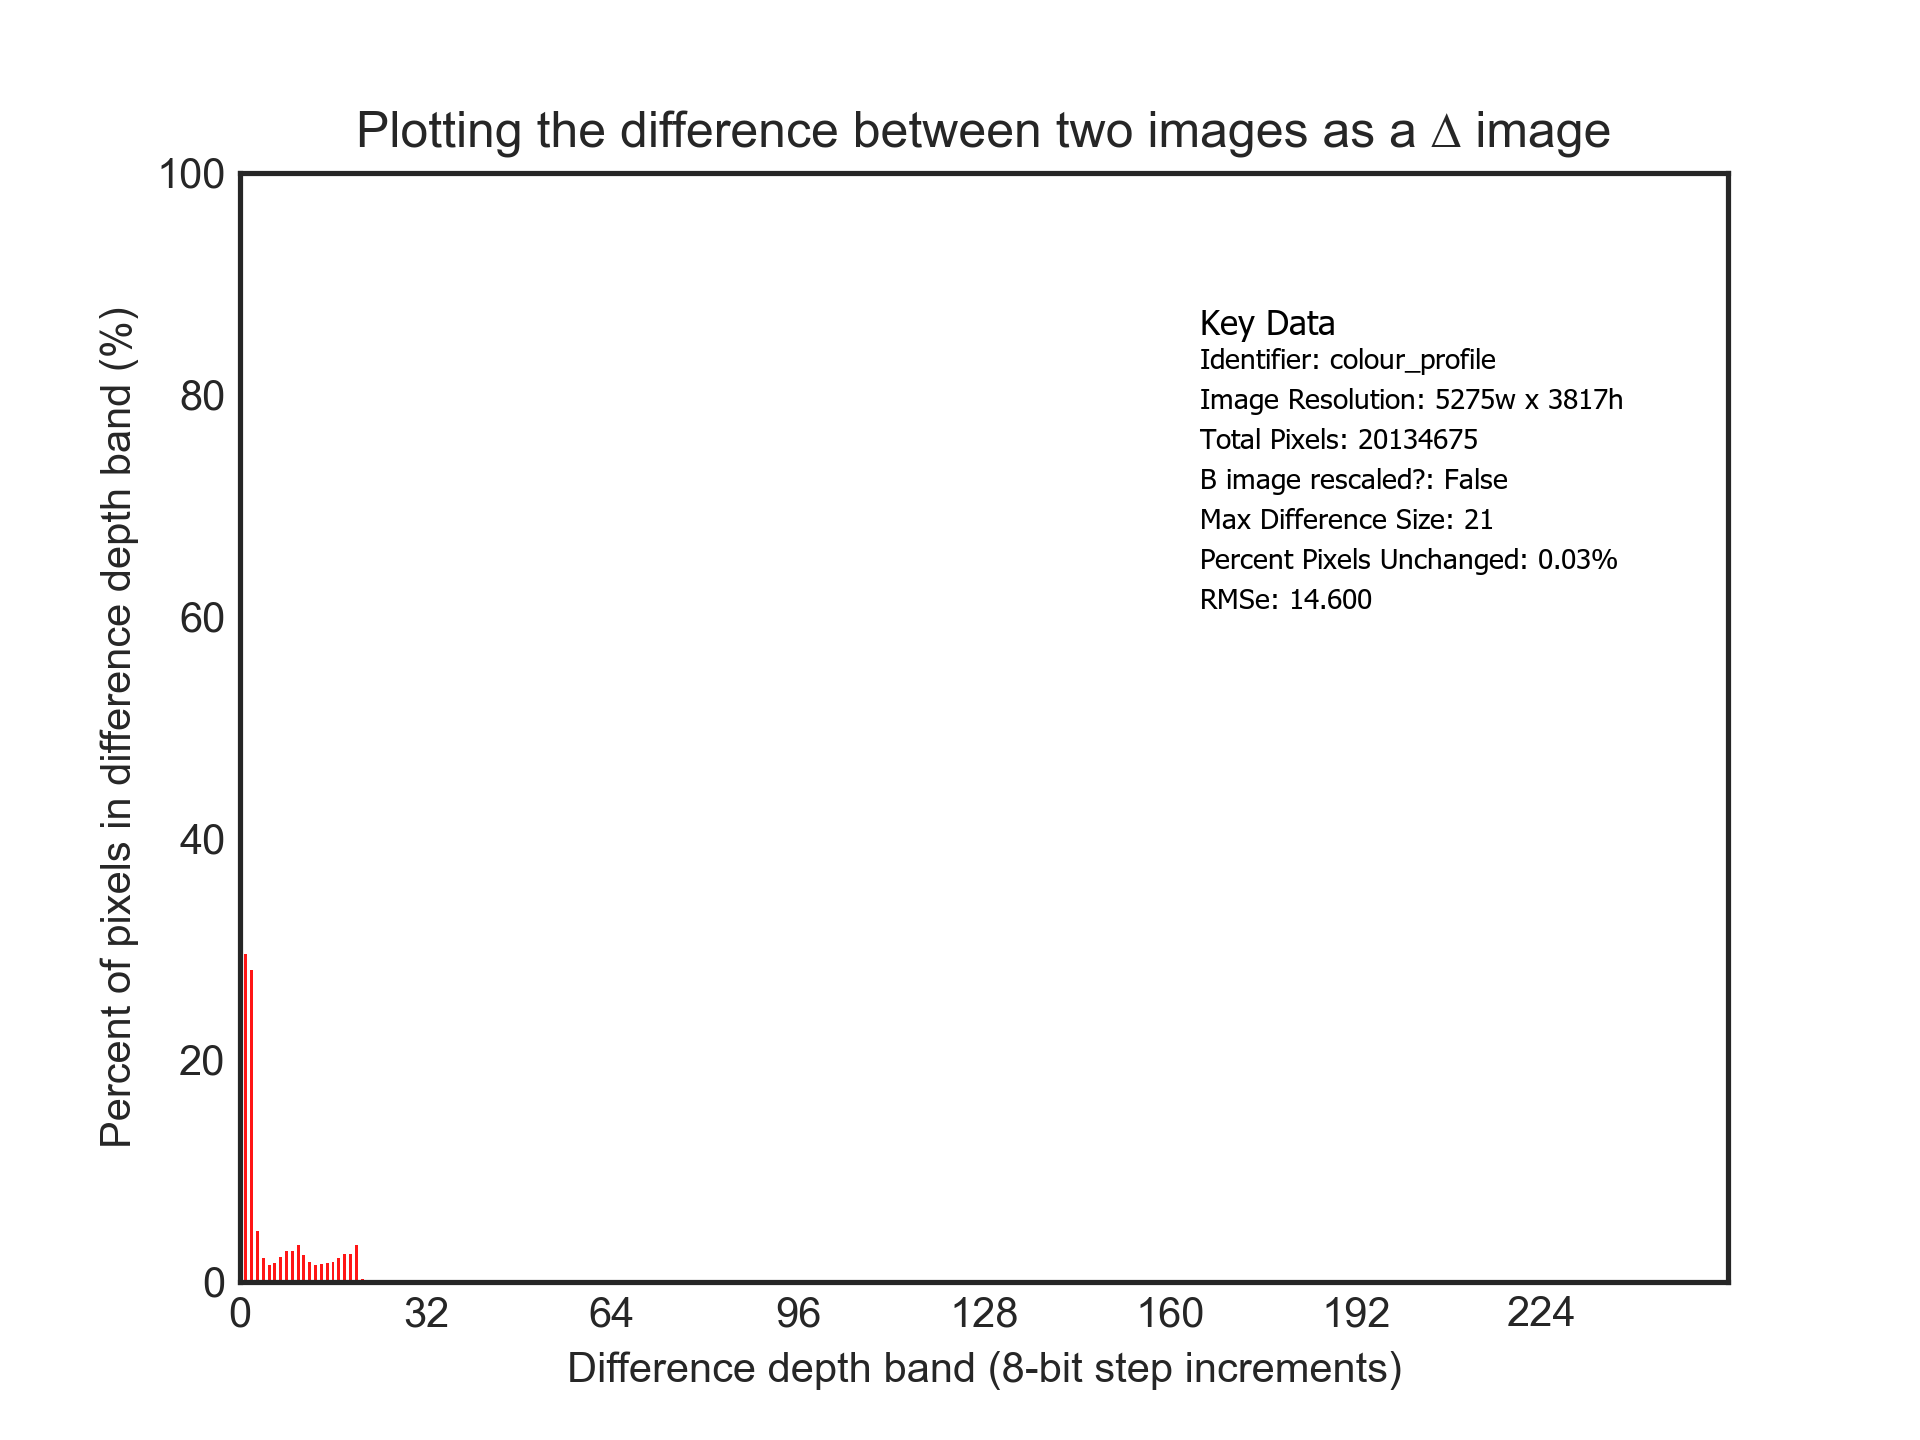 Plotting the difference between two images as a Δ image
Percent of pixels in difference depth band (%)
100
80
60
40
20
0
Key Data
Identifier: colour_profile
Image Resolution: 5275w x 3817h
Total Pixels: 20134675
B image rescaled?: False
Max Difference Size: 21
Percent Pixels Unchanged: 0.03%
RMSe: 14.600
0 32 64 96 128 160 192 224
Difference depth band (8-bit step increments)